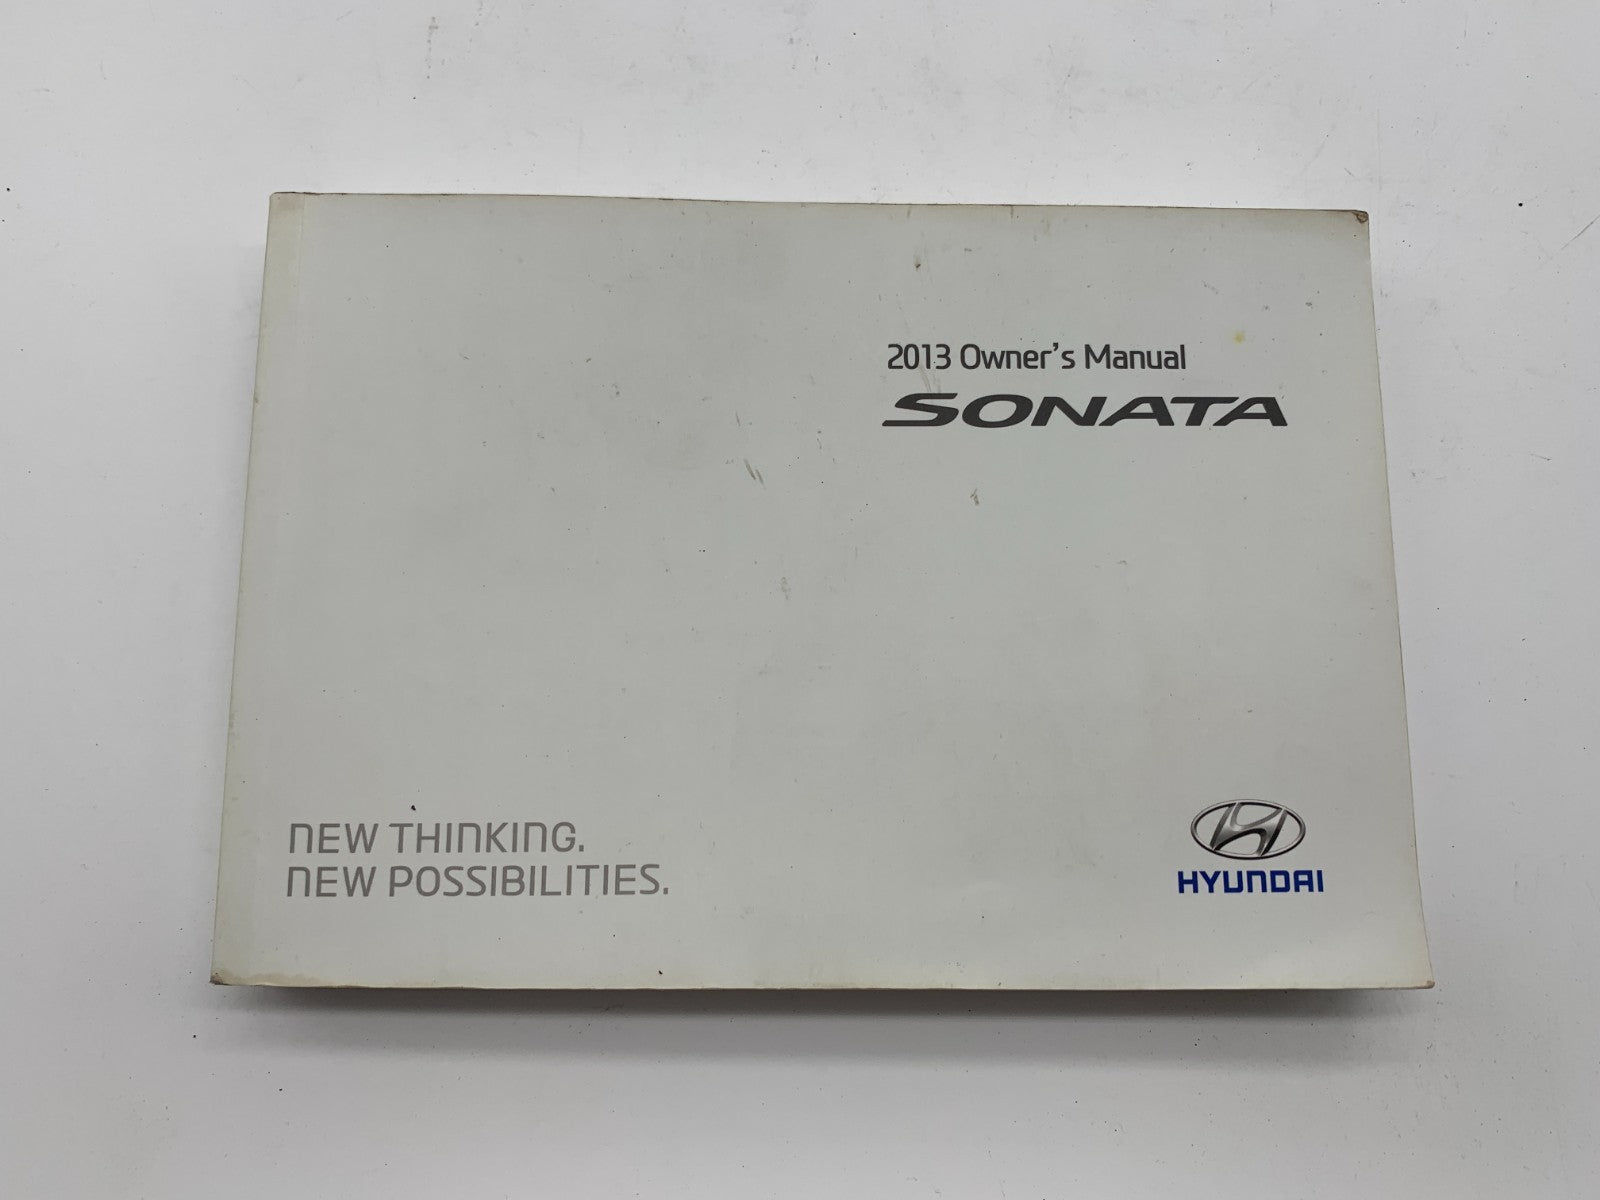 2013 Owner's Manual
SONATA
NEW THINKING.
NEW POSSIBILITIES.
HYUNDAI